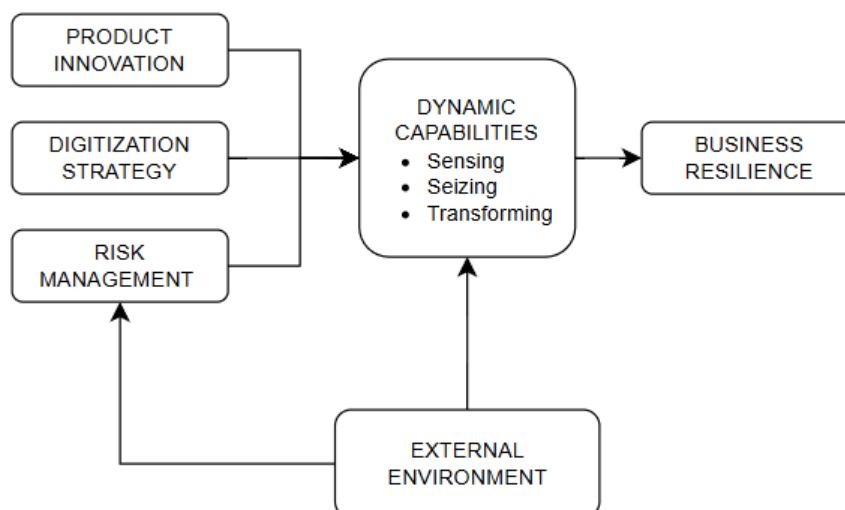 PRODUCT
INNOVATION
DIGITIZATION
STRATEGY
RISK
MANAGEMENT
DYNAMIC
CAPABILITIES
• Sensing
• Seizing
• Transforming
BUSINESS
RESILIENCE
EXTERNAL
ENVIRONMENT